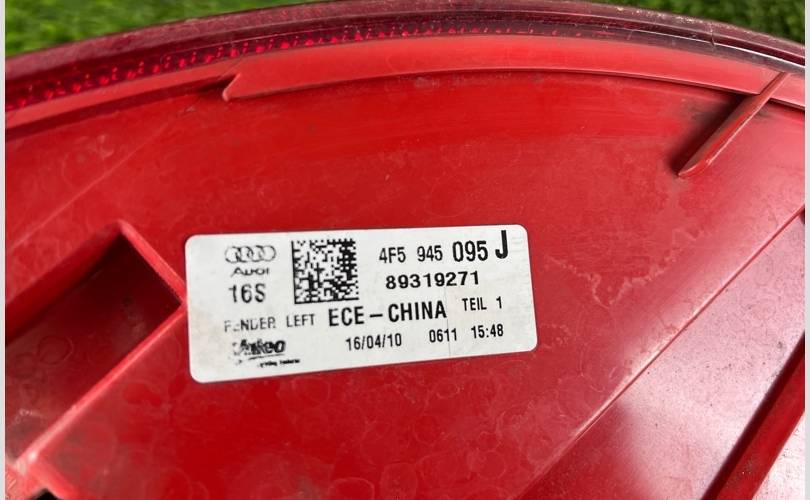 Audi
4F5 945 095 J
16S
89319271
FENDER LEFT ECE-CHINA TEIL 1
Valeo
16/04/10 0611 15:48